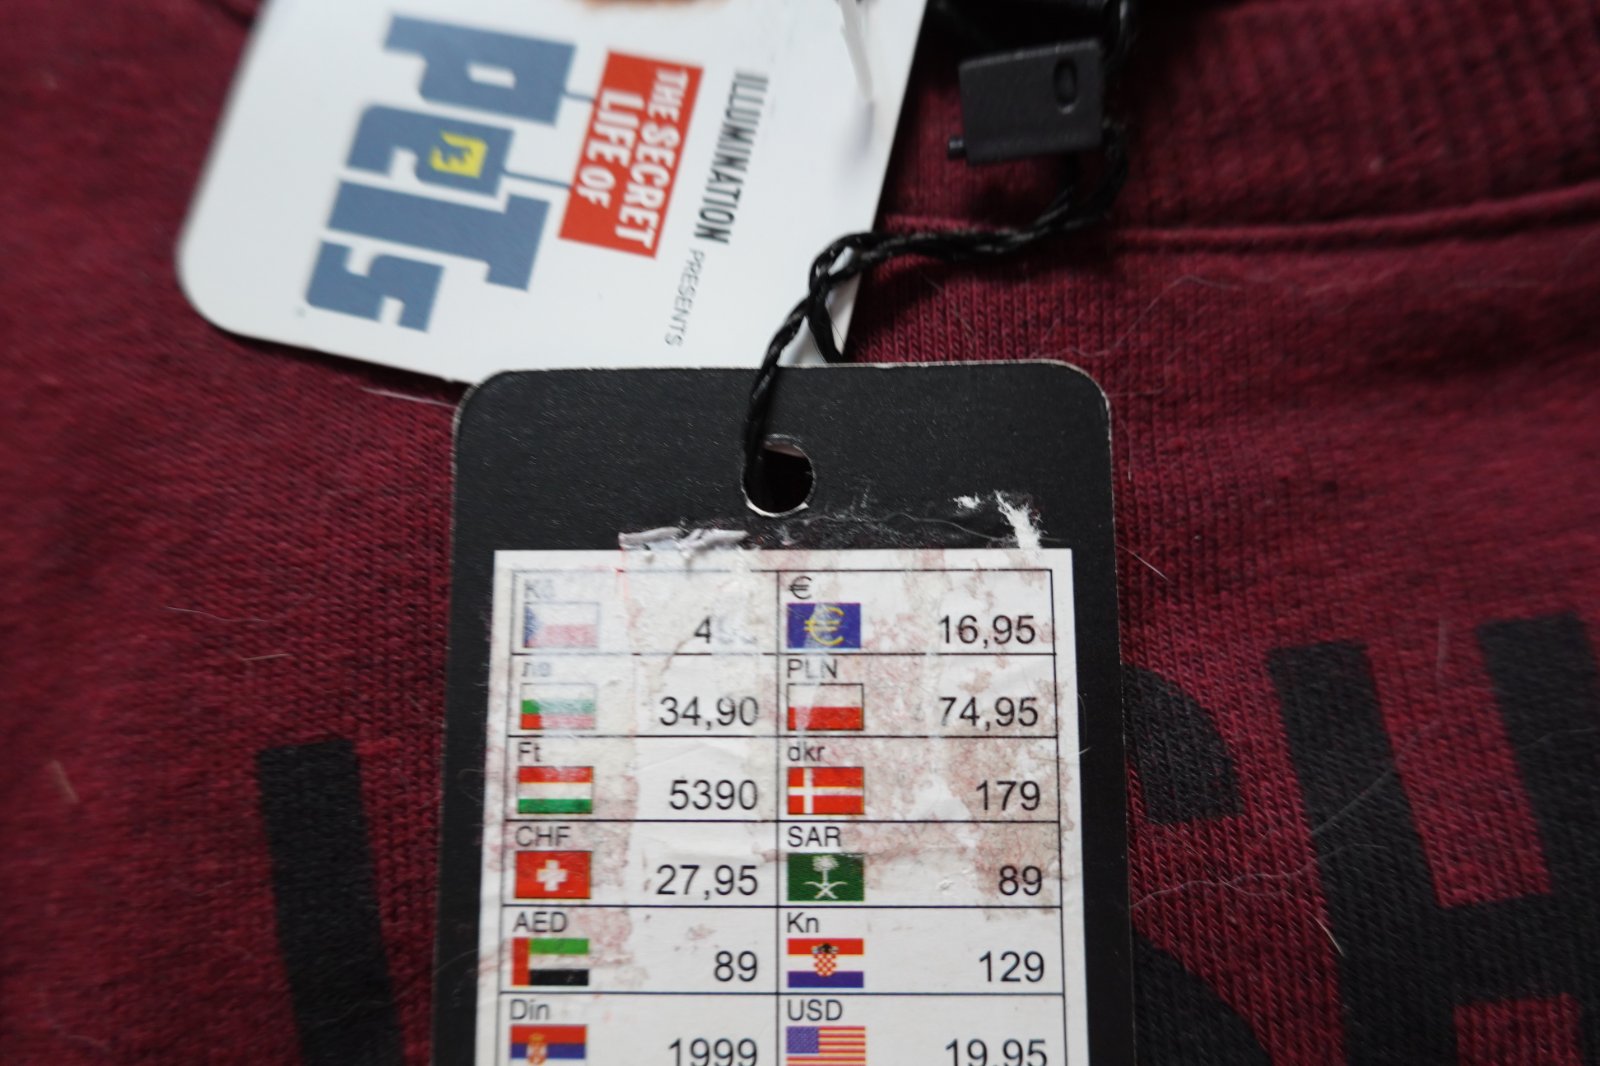 ILLUMINATION PRESENTS
THE SECRET
LIFE OF
PETS
Kč €
16,95
лв PLN
34,90 74,95
Ft dkr
5390 179
CHF SAR
27,95 89
AED Kn
89 129
Din USD
1999 19,95